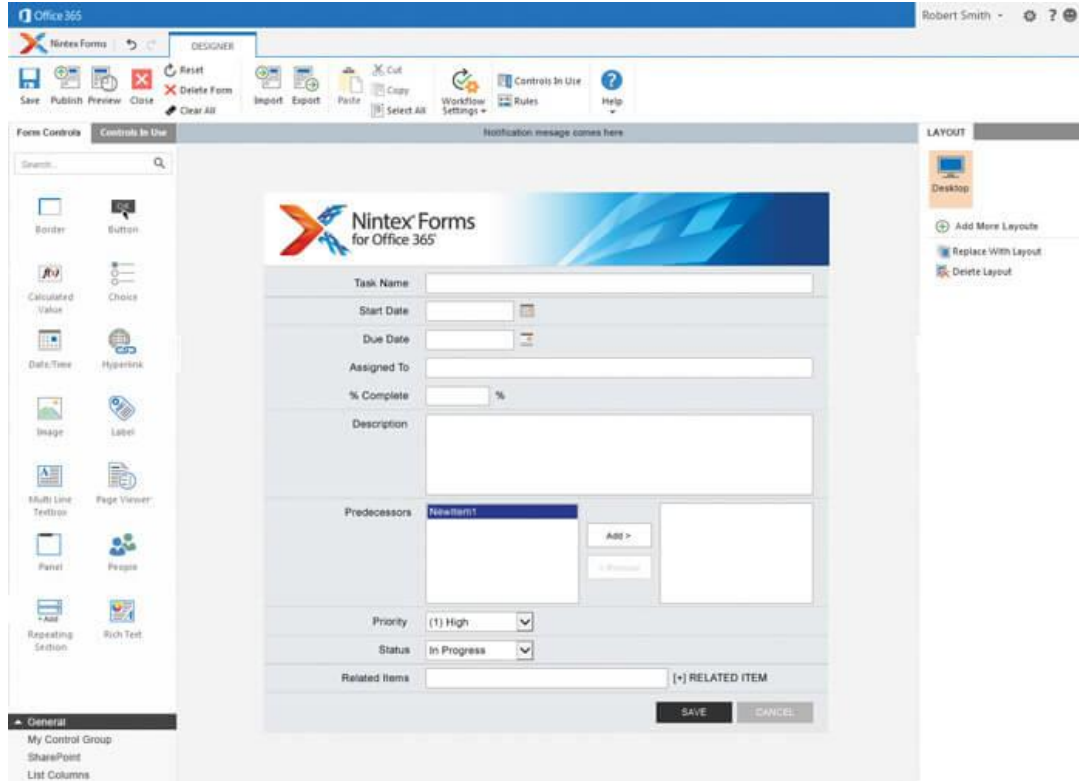 Office 365
Robert Smith
?
Nintex Forms
DESIGNER
Save
Publish
Preview
Close
Reset
Delete Form
Clear All
Import
Export
Paste
Cut
Copy
Select All
Workflow
Settings
Controls In Use
Rules
Help
Form Controls
Controls In Use
Notification mesage comes here
LAYOUT
Search...
Desktop
Add More Layouts
Replace With Layout
Delete Layout
Border
Button
Calculated
Value
Choice
Date/Time
Hyperlink
Image
Label
Multi Line
Textbox
Page Viewer
Panel
People
+ Add
Repeating
Section
Rich Text
General
My Control Group
SharePoint
List Columns
Nintex Forms
for Office 365
Task Name
Start Date
Due Date
Assigned To
% Complete
%
Description
Predecessors
NewItem1
Add >
< Remove
Priority
(1) High
Status
In Progress
Related Items
[+] RELATED ITEM
SAVE
CANCEL